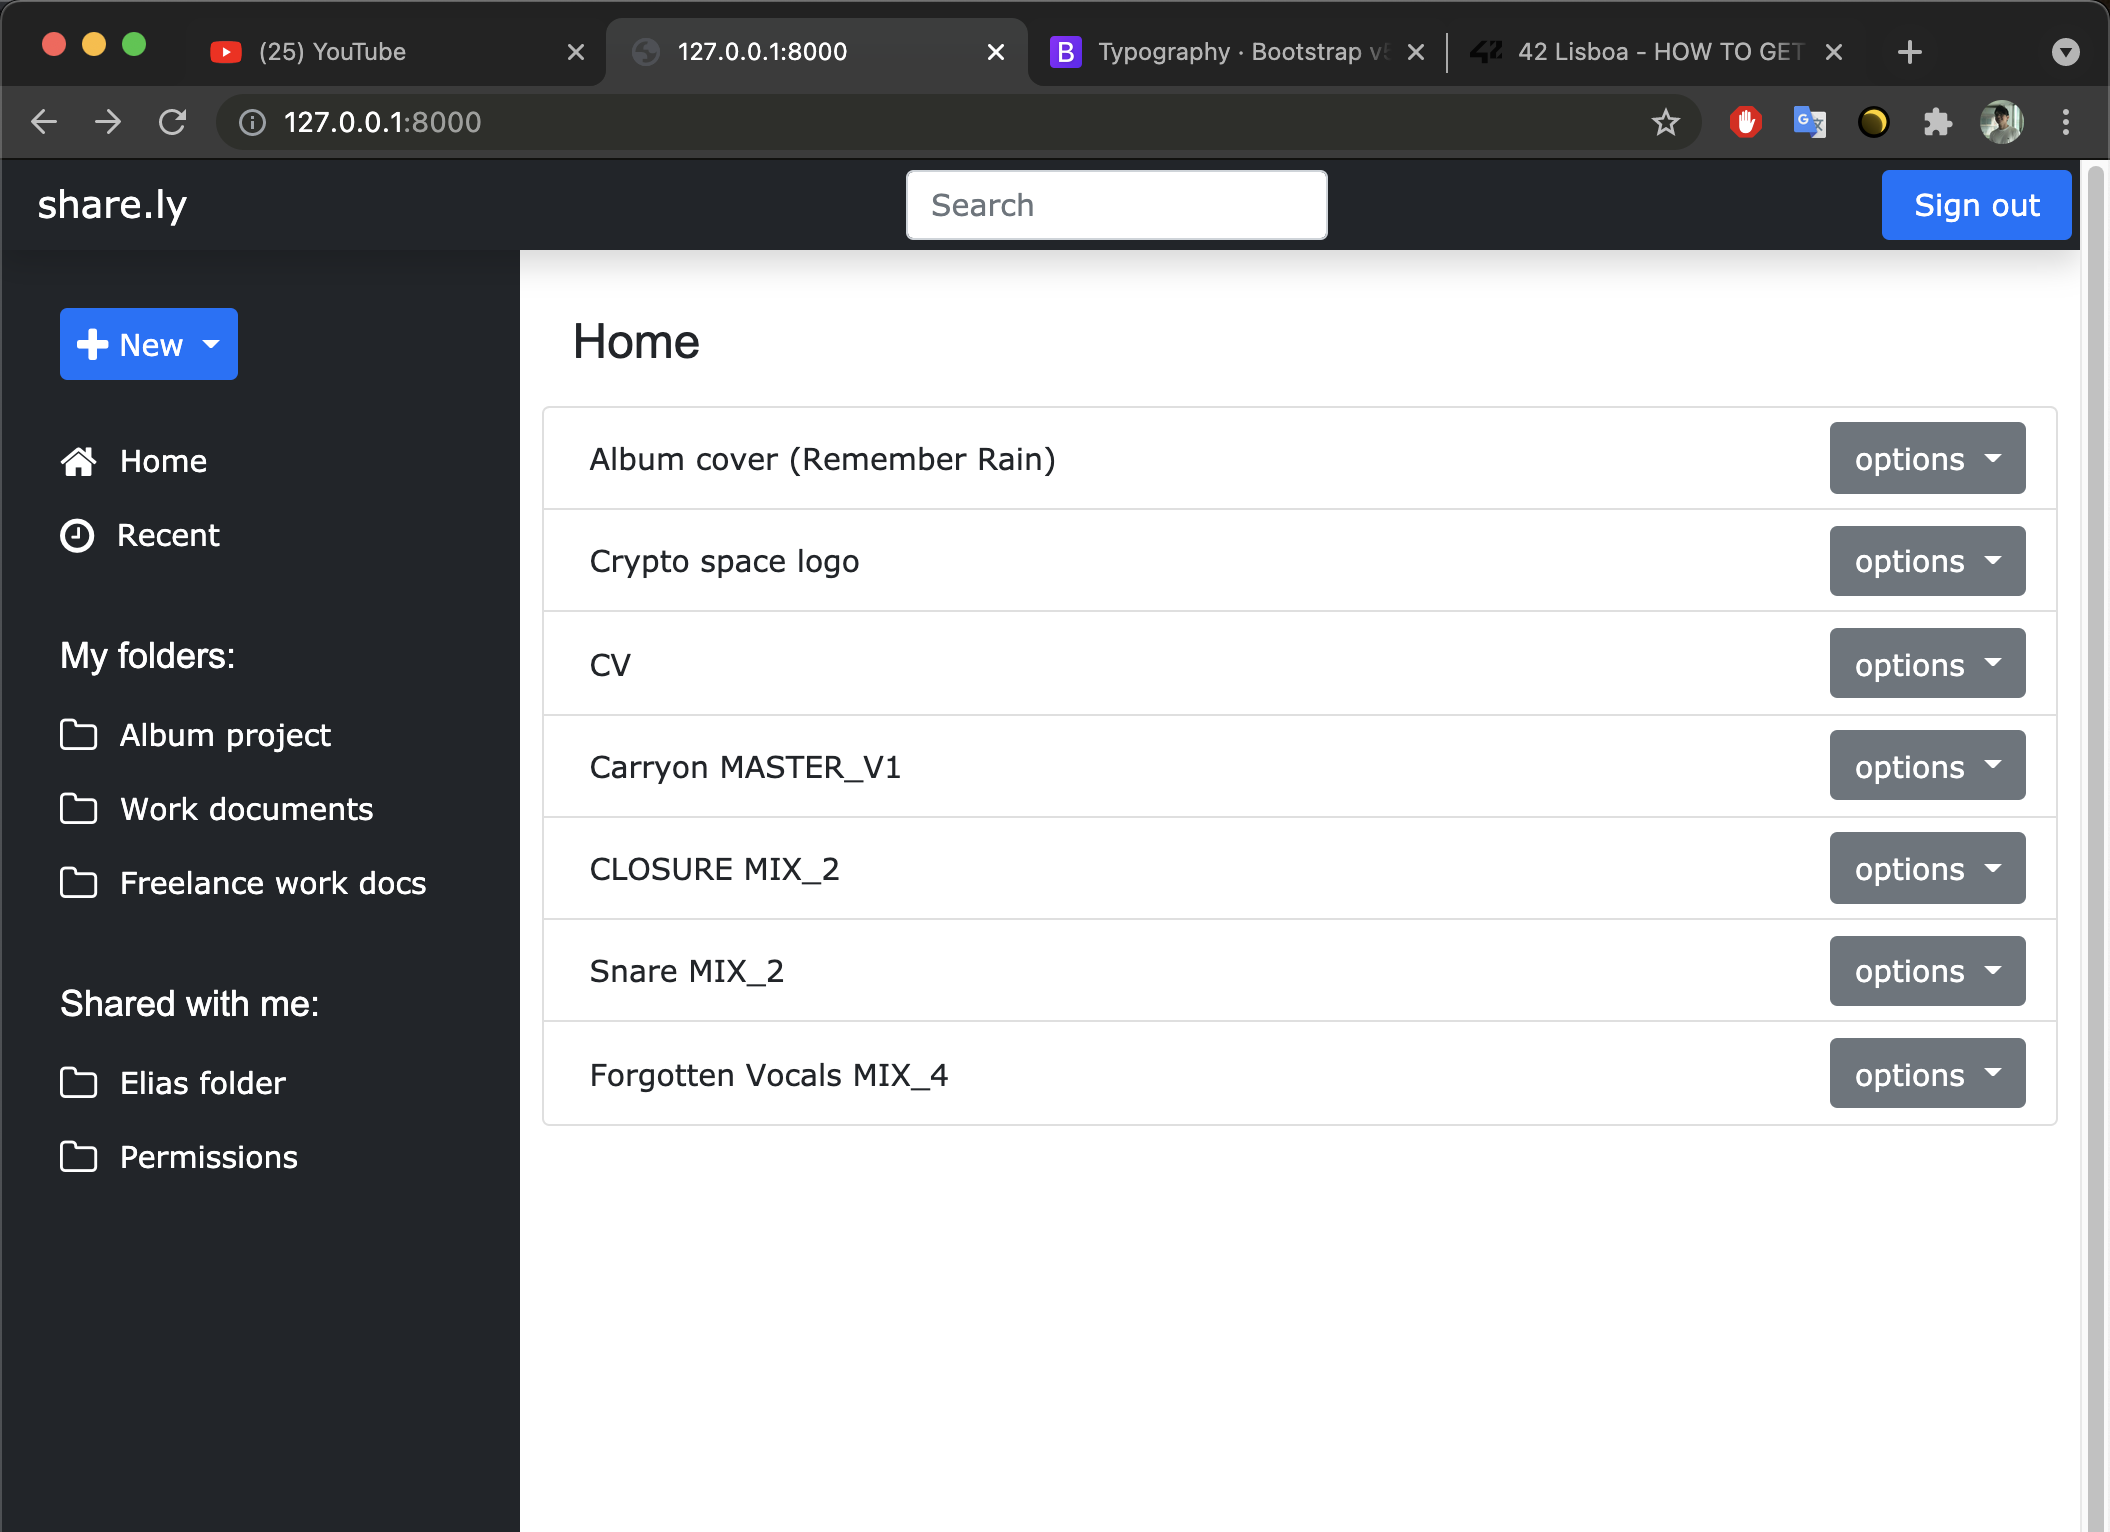 (25) YouTube
127.0.0.1:8000
Typography · Bootstrap v5
42 Lisboa - HOW TO GET
127.0.0.1:8000
share.ly
Search
Sign out
New
Home
Recent
My folders:
Album project
Work documents
Freelance work docs
Shared with me:
Elias folder
Permissions
Home
Album cover (Remember Rain)
options
Crypto space logo
options
CV
options
Carryon MASTER_V1
options
CLOSURE MIX_2
options
Snare MIX_2
options
Forgotten Vocals MIX_4
options